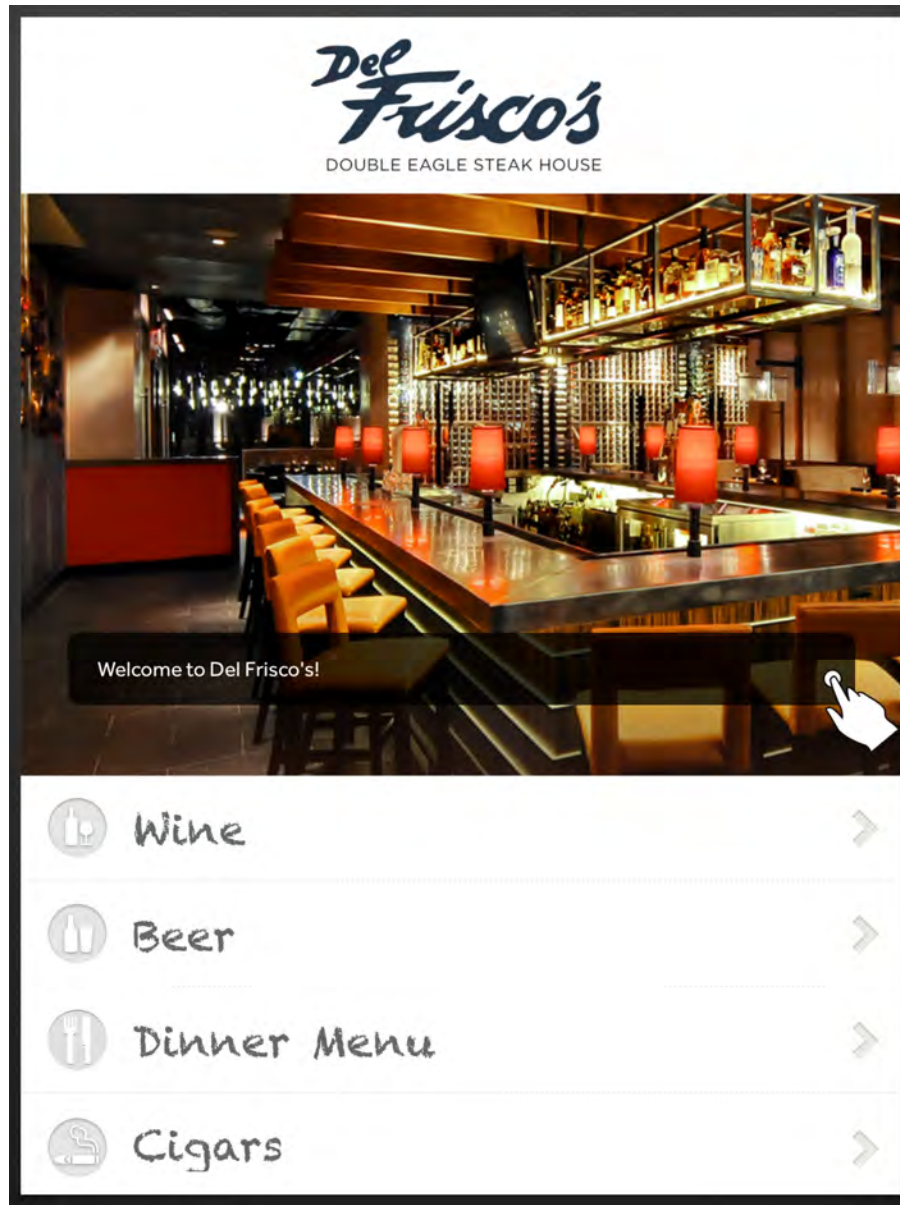 Del
Frisco's
DOUBLE EAGLE STEAK HOUSE
Welcome to Del Frisco's!
Wine
Beer
Dinner Menu
Cigars